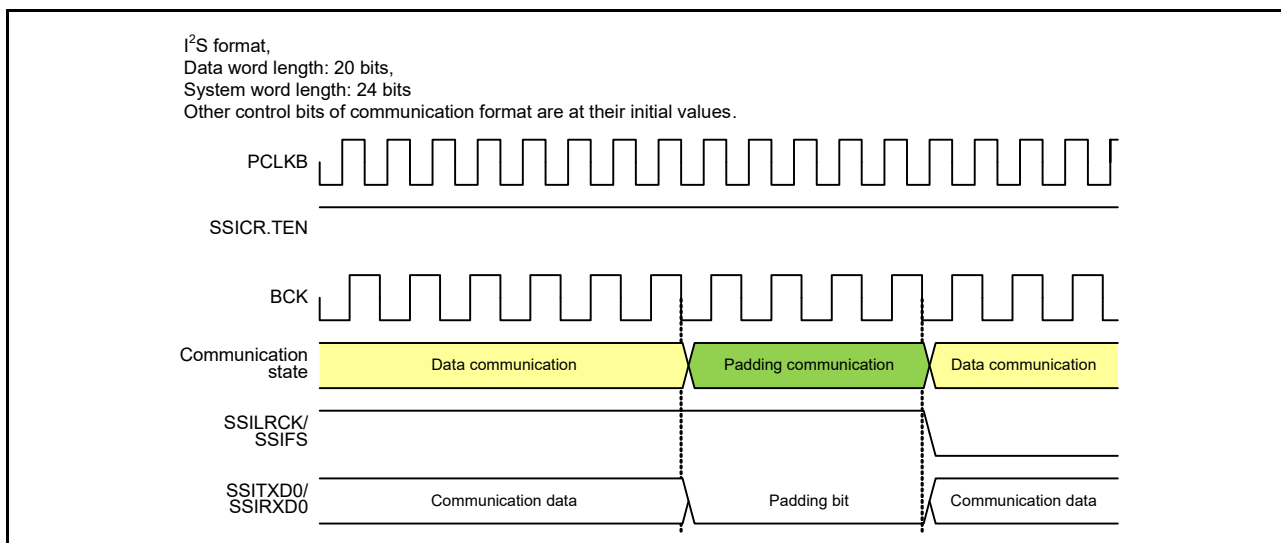 I²S format,
Data word length: 20 bits,
System word length: 24 bits
Other control bits of communication format are at their initial values.
PCLKB
SSICR.TEN
BCK
Communication
state
Data communication
Padding communication
Data communication
SSILRCK/
SSIFS
SSITXD0/
SSIRXD0
Communication data
Padding bit
Communication data